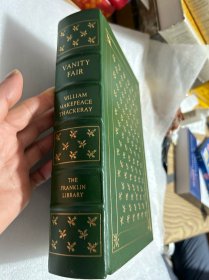 VANITY
FAIR
WILLIAM
MAKEPEACE
THACKERAY
THE
FRANKLIN
LIBRARY